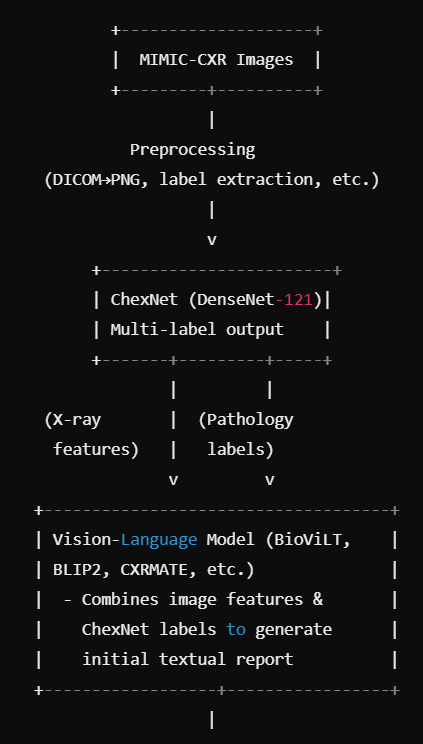 MIMIC-CXR Images
Preprocessing
(DICOM→PNG, label extraction, etc.)
v
ChexNet (DenseNet-121)
Multi-label output
(X-ray (Pathology
features) labels)
v v
Vision-Language Model (BioViLT,
BLIP2, CXRMATE, etc.)
- Combines image features &
ChexNet labels to generate
initial textual report